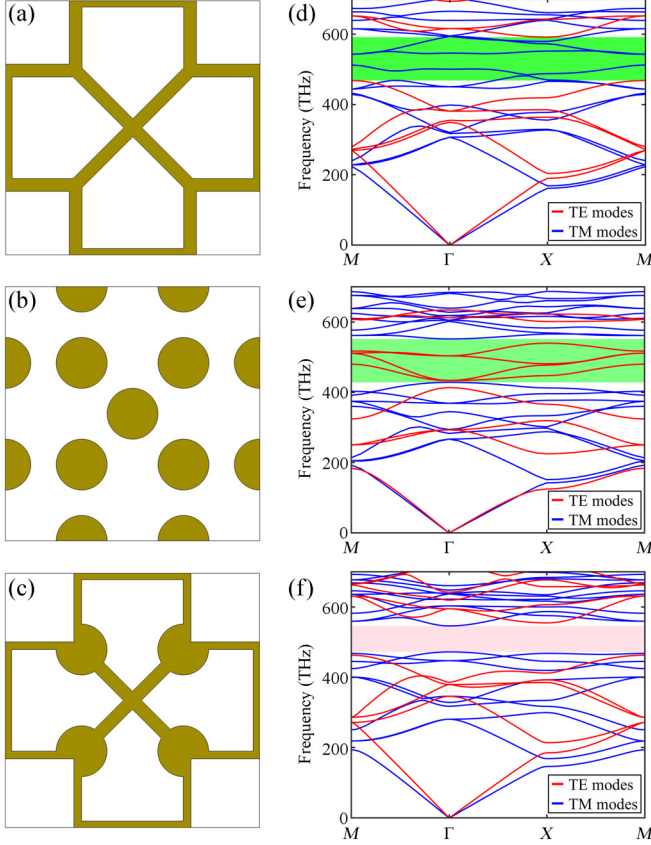 (a)
(d)
Frequency (THz)
600
400
200
0
TE modes
TM modes
M Γ X M
(b)
(e)
Frequency (THz)
600
400
200
0
TE modes
TM modes
M Γ X M
(c)
(f)
Frequency (THz)
600
400
200
0
TE modes
TM modes
M Γ X M